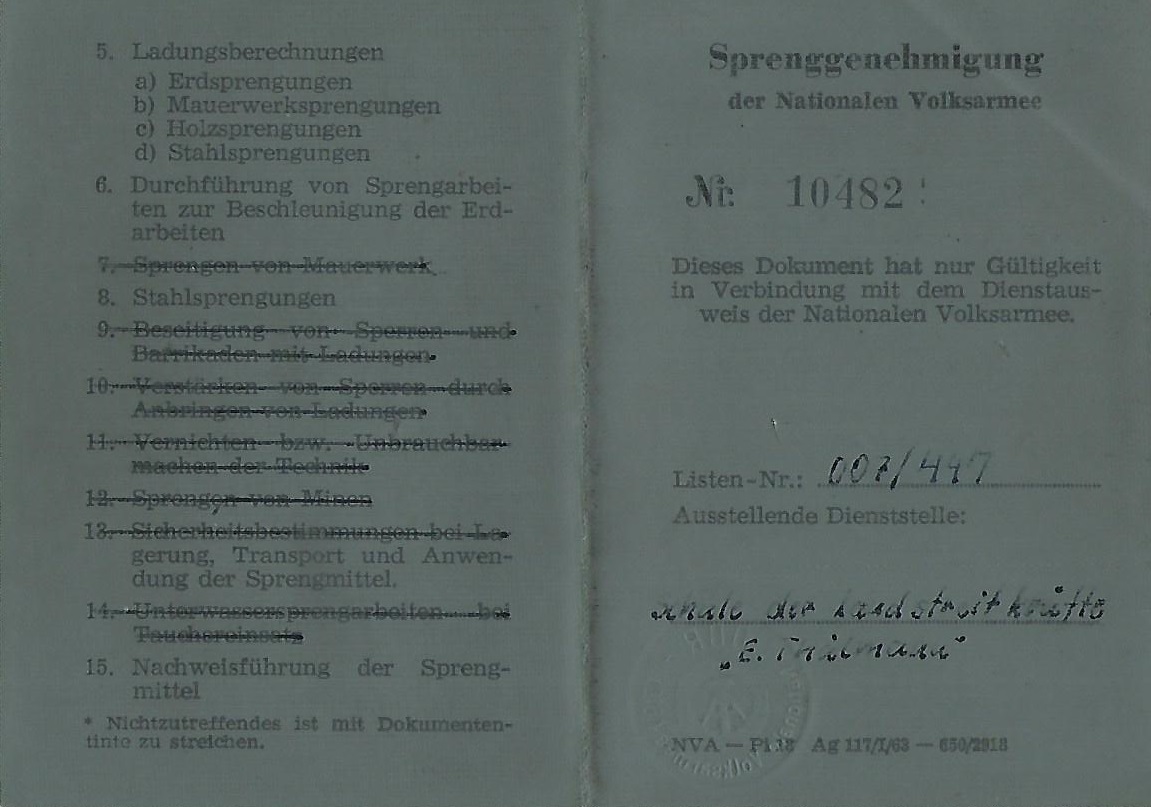 5. Ladungsberechnungen
a) Erdsprengungen
b) Mauerwerksprengungen
c) Holzsprengungen
d) Stahlsprengungen
6. Durchführung von Sprengarbei-
ten zur Beschleunigung der Erd-
arbeiten
7. Sprengen von Mauerwerk
8. Stahlsprengungen
9. Beseitigung von Sperren und
Barrikaden mit Ladungen.
10. Verstärken von Sperren durch
Anbringen von Ladungen
11. Vernichten bzw. Unbrauchbar
machen der Technik
12. Sprengen von Minen
13. Sicherheitsbestimmungen bei La-
gerung, Transport und Anwen-
dung der Sprengmittel.
14. Unterwassersprengarbeiten bei
Tauchereinsatz
15. Nachweisführung der Spreng-
mittel
* Nichtzutreffendes ist mit Dokumenten-
tinte zu streichen.
Sprenggenehmigung
der Nationalen Volksarmee
Nr. 10482
Dieses Dokument hat nur Gültigkeit
in Verbindung mit dem Dienstaus-
weis der Nationalen Volksarmee.
Listen-Nr.: 007/447
Ausstellende Dienststelle:
Schule der Landstreitkräfte
„E. Thälmann"
NVA — Pi 18 Ag 117/I/63 — 650/2918